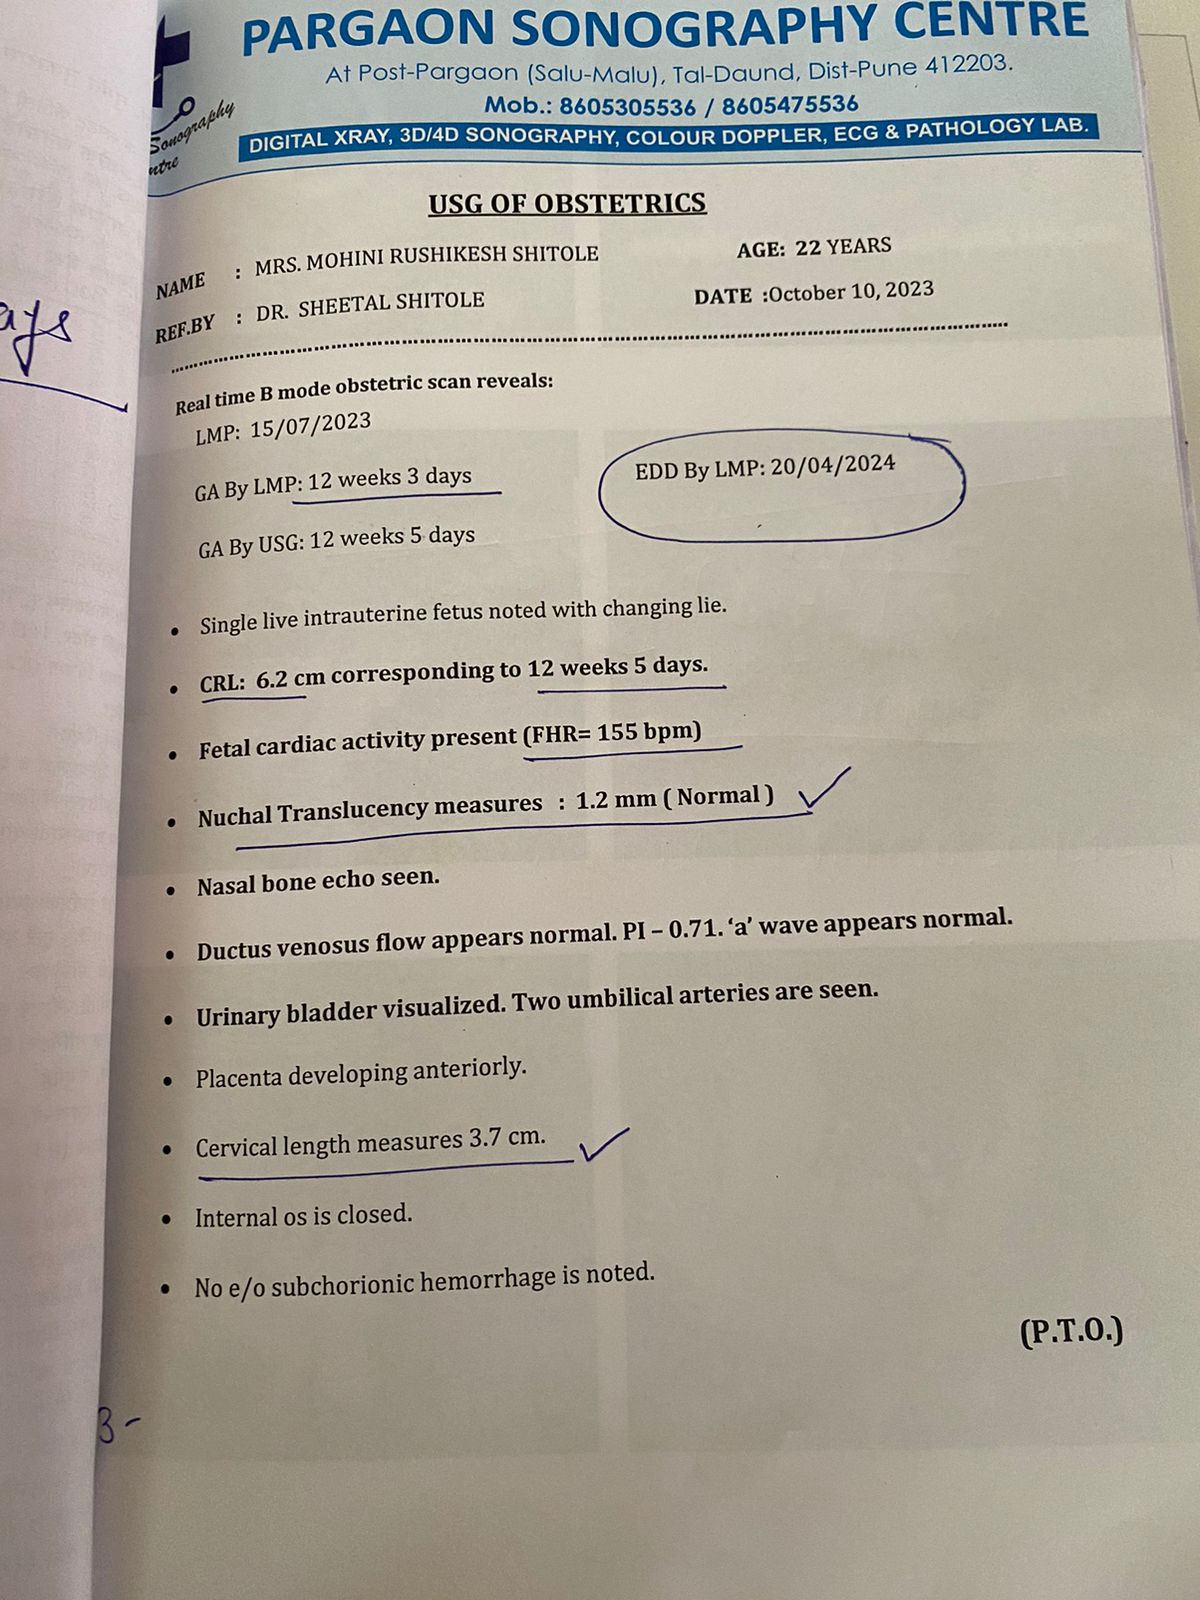 PARGAON SONOGRAPHY CENTRE
At Post-Pargaon (Salu-Malu), Tal-Daund, Dist-Pune 412203.
Mob.: 8605305536 / 8605475536
Sonography
ntre
DIGITAL XRAY, 3D/4D SONOGRAPHY, COLOUR DOPPLER, ECG & PATHOLOGY LAB.
USG OF OBSTETRICS
NAME : MRS. MOHINI RUSHIKESH SHITOLE AGE: 22 YEARS
REF.BY : DR. SHEETAL SHITOLE DATE :October 10, 2023
ays
Real time B mode obstetric scan reveals:
LMP: 15/07/2023
GA By LMP: 12 weeks 3 days EDD By LMP: 20/04/2024
GA By USG: 12 weeks 5 days
• Single live intrauterine fetus noted with changing lie.
• CRL: 6.2 cm corresponding to 12 weeks 5 days.
• Fetal cardiac activity present (FHR= 155 bpm)
• Nuchal Translucency measures : 1.2 mm ( Normal )
• Nasal bone echo seen.
• Ductus venosus flow appears normal. PI – 0.71. ‘a’ wave appears normal.
• Urinary bladder visualized. Two umbilical arteries are seen.
• Placenta developing anteriorly.
• Cervical length measures 3.7 cm.
• Internal os is closed.
• No e/o subchorionic hemorrhage is noted.
(P.T.O.)